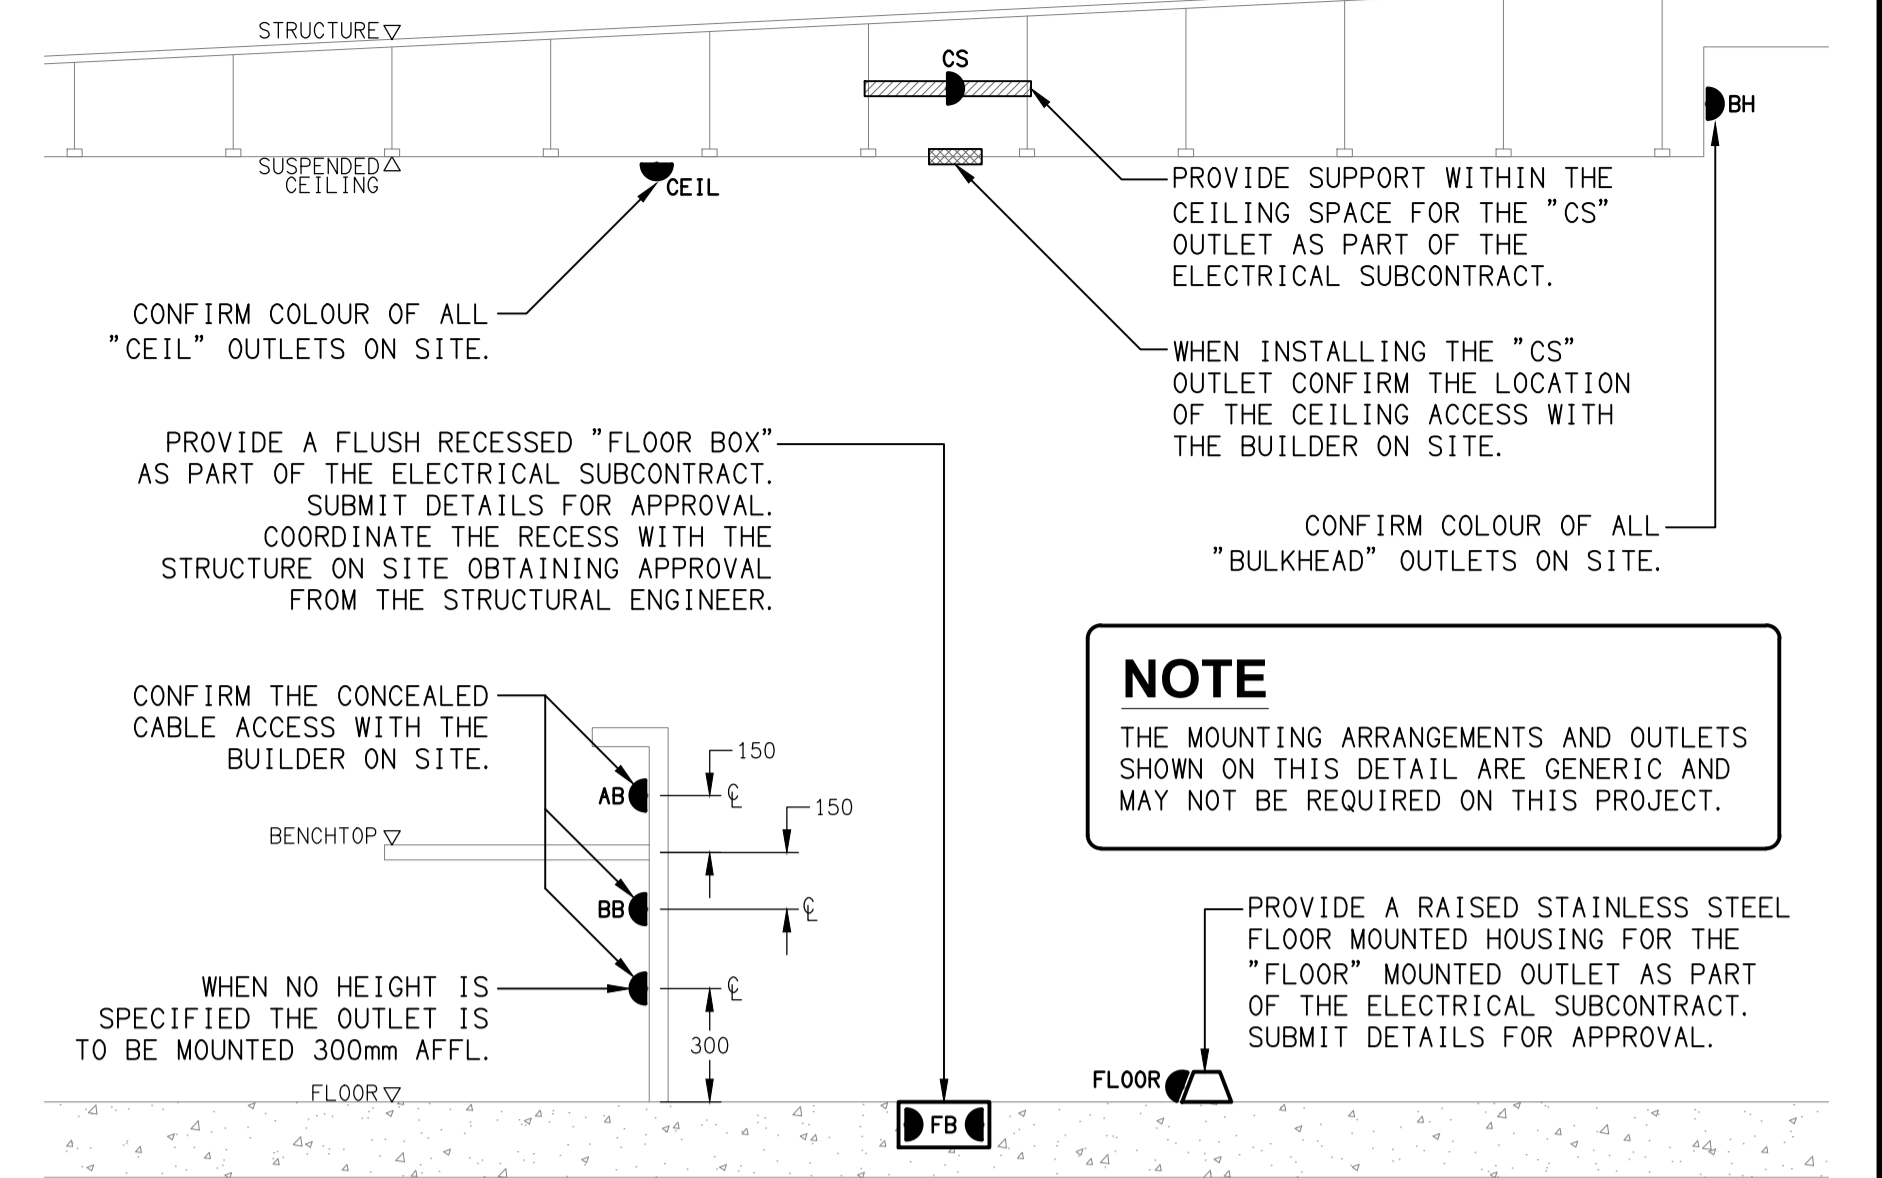 STRUCTURE
CS
BH
SUSPENDED
CEILING
CEIL
PROVIDE SUPPORT WITHIN THE
CEILING SPACE FOR THE "CS"
OUTLET AS PART OF THE
ELECTRICAL SUBCONTRACT.
CONFIRM COLOUR OF ALL
"CEIL" OUTLETS ON SITE.
WHEN INSTALLING THE "CS"
OUTLET CONFIRM THE LOCATION
OF THE CEILING ACCESS WITH
THE BUILDER ON SITE.
PROVIDE A FLUSH RECESSED "FLOOR BOX"
AS PART OF THE ELECTRICAL SUBCONTRACT.
SUBMIT DETAILS FOR APPROVAL.
COORDINATE THE RECESS WITH THE
STRUCTURE ON SITE OBTAINING APPROVAL
FROM THE STRUCTURAL ENGINEER.
CONFIRM COLOUR OF ALL
"BULKHEAD" OUTLETS ON SITE.
NOTE
THE MOUNTING ARRANGEMENTS AND OUTLETS
SHOWN ON THIS DETAIL ARE GENERIC AND
MAY NOT BE REQUIRED ON THIS PROJECT.
CONFIRM THE CONCEALED
CABLE ACCESS WITH THE
BUILDER ON SITE.
150
AB
℄
150
BENCHTOP
BB
℄
WHEN NO HEIGHT IS
SPECIFIED THE OUTLET IS
TO BE MOUNTED 300mm AFFL.
℄
300
PROVIDE A RAISED STAINLESS STEEL
FLOOR MOUNTED HOUSING FOR THE
"FLOOR" MOUNTED OUTLET AS PART
OF THE ELECTRICAL SUBCONTRACT.
SUBMIT DETAILS FOR APPROVAL.
FLOOR
FLOOR
FB